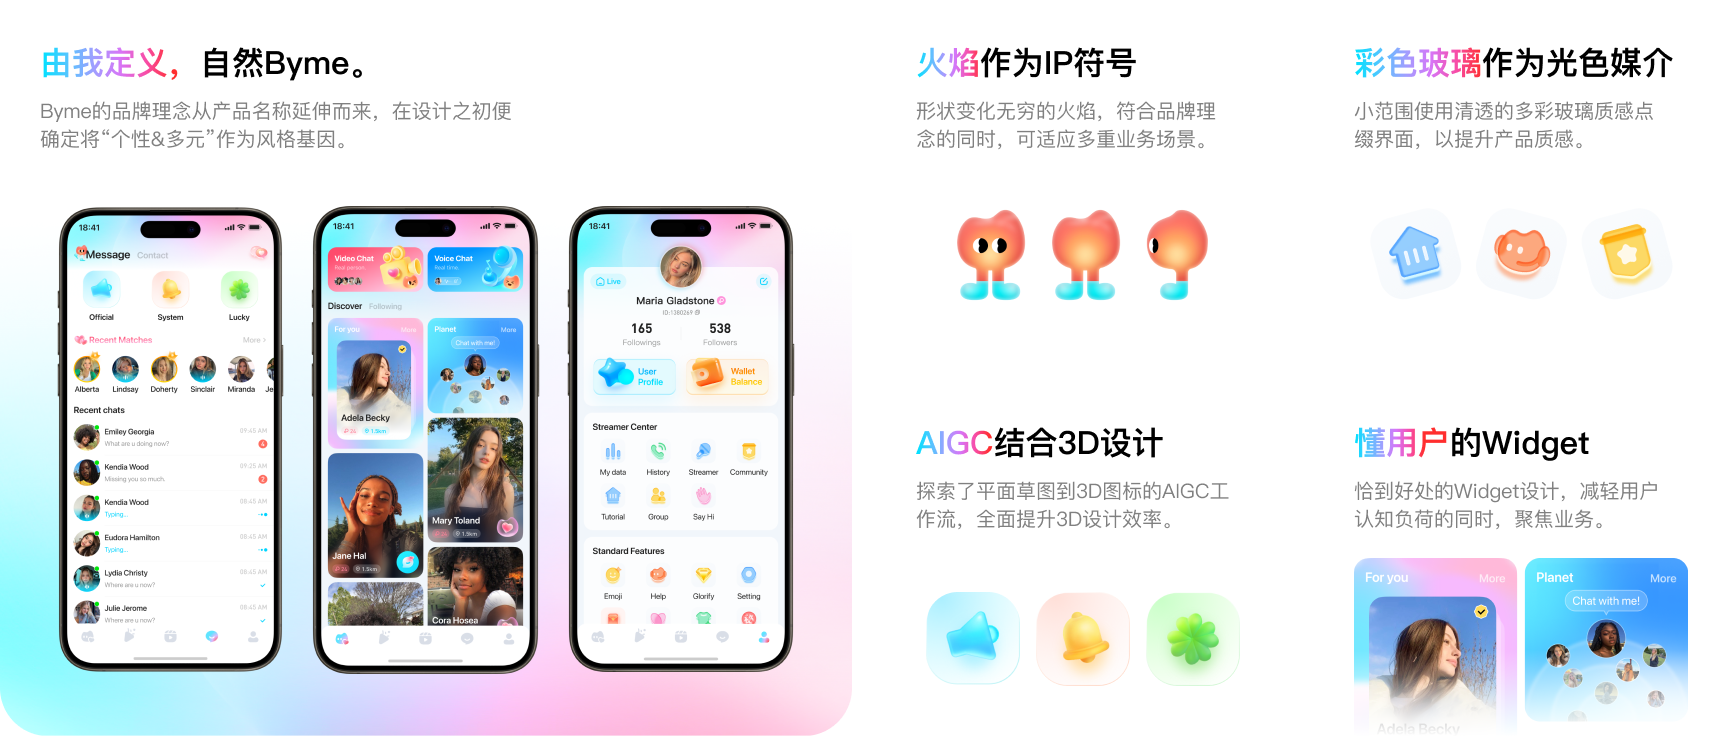 由我定义，自然Byme。
Byme的品牌理念从产品名称延伸而来，在设计之初便
确定将“个性&多元”作为风格基因。
18:41
Message Contact
Official System Lucky
Recent Matches More >
Alberta Lindsay Doherty Sinclair Miranda Je
Recent chats
Emiley Georgia 09:45 AM
What are u doing now? 4
Kendia Wood 09:25 AM
Missing you so much. 2
Kendia Wood 08:45 AM
Typing...
Eudora Hamilton 08:45 AM
Typing...
Lydia Christy 08:45 AM
Where are u now?
Julie Jerome 08:45 AM
Where are u now?
18:41
Video Chat Voice Chat
Real person. Real time.
Discover Following
For you More
Adela Becky
24 1.5km
Planet More
Chat with me!
Jane Hal
24 1.5km
Mary Toland
24 1.5km
Cora Hosea
18:41
Live
Maria Gladstone
ID:1380269
165 538
Followings Followers
User Profile
Wallet Balance
Streamer Center
My data History Streamer Community
Tutorial Group Say Hi
Standard Features
Emoji Help Glorify Setting
火焰作为IP符号
形状变化无穷的火焰，符合品牌理
念的同时，可适应多重业务场景。
彩色玻璃作为光色媒介
小范围使用清透的多彩玻璃质感点
缀界面，以提升产品质感。
AIGC结合3D设计
探索了平面草图到3D图标的AIGC工
作流，全面提升3D设计效率。
懂用户的Widget
恰到好处的Widget设计，减轻用户
认知负荷的同时，聚焦业务。
For you More
Adela Becky
Planet More
Chat with me!